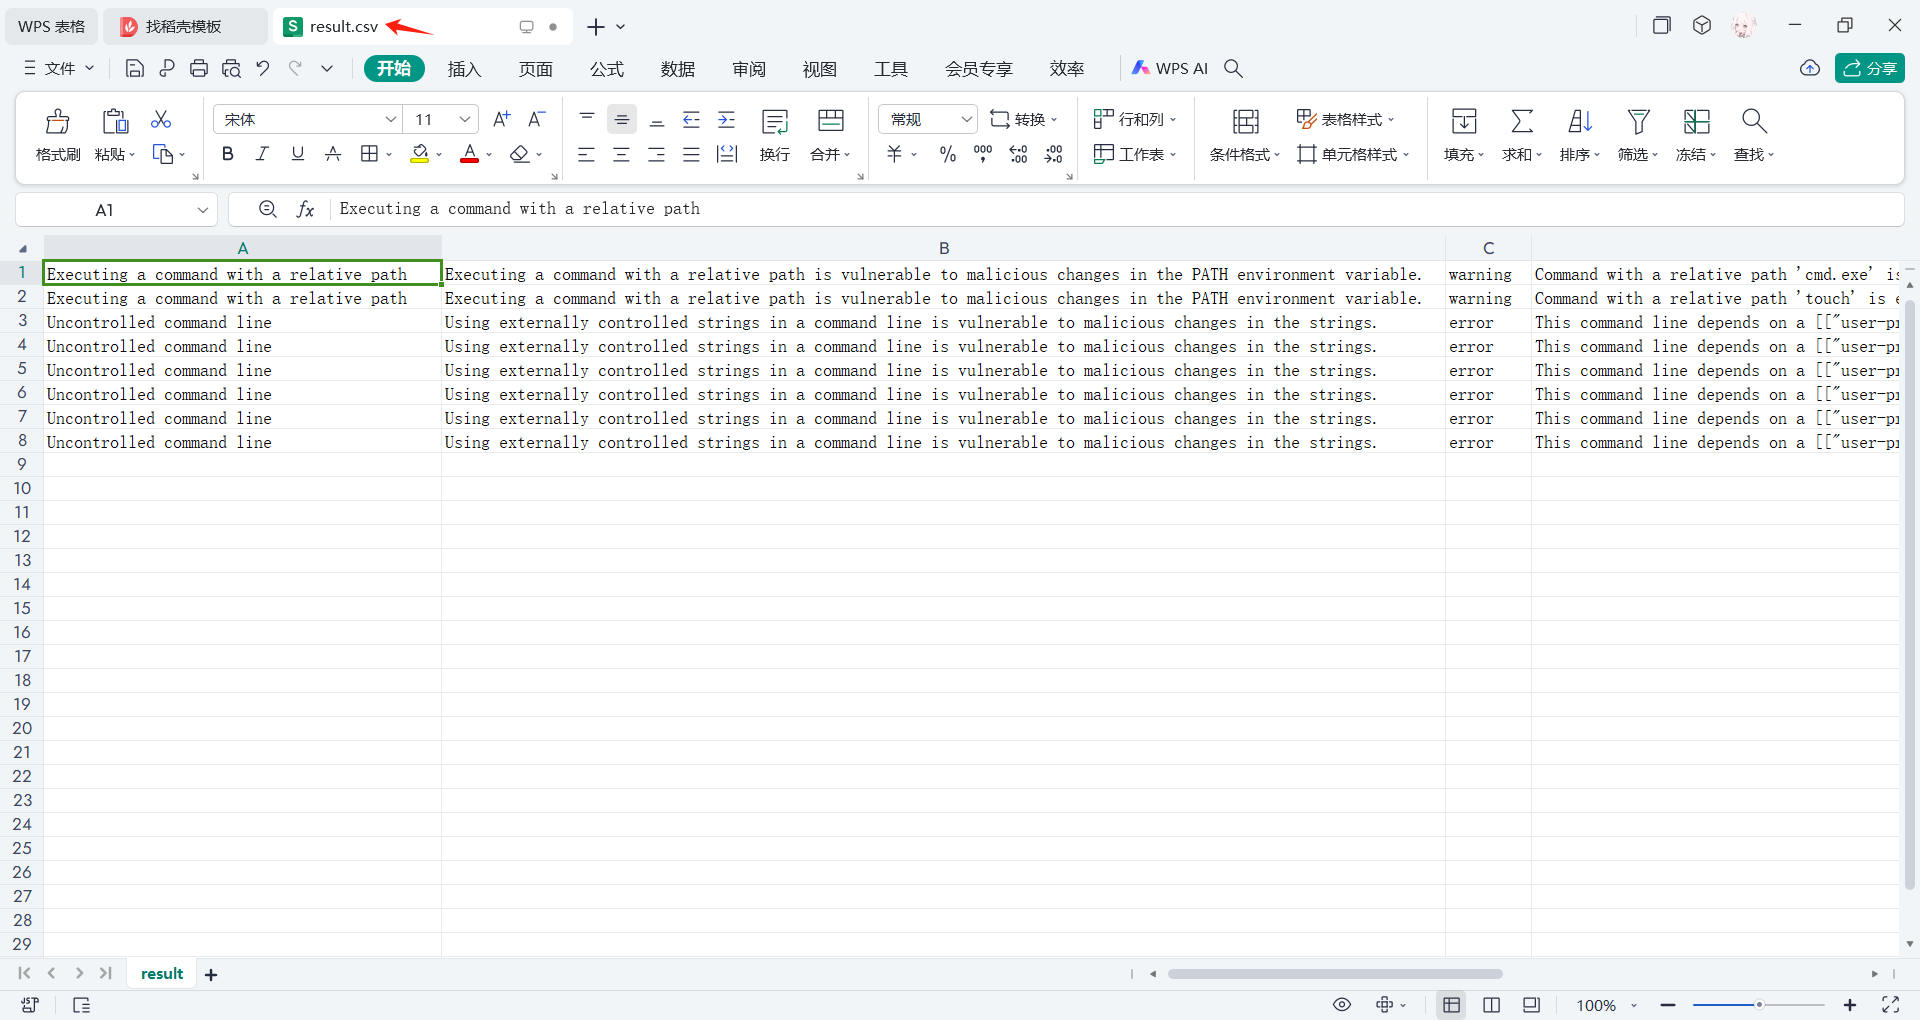 WPS 表格
找稻壳模板
S result.csv
文件
开始 插入 页面 公式 数据 审阅 视图 工具 会员专享 效率 WPS AI
分享
宋体 11 常规 转换 行和列 表格样式
格式刷 粘贴 换行 合并 工作表 条件格式 单元格样式 填充 求和 排序 筛选 冻结 查找
A1 fx Executing a command with a relative path
A B C
1 Executing a command with a relative path Executing a command with a relative path is vulnerable to malicious changes in the PATH environment variable. warning Command with a relative path 'cmd.exe' is
2 Executing a command with a relative path Executing a command with a relative path is vulnerable to malicious changes in the PATH environment variable. warning Command with a relative path 'touch' is e
3 Uncontrolled command line Using externally controlled strings in a command line is vulnerable to malicious changes in the strings. error This command line depends on a [["user-pr
4 Uncontrolled command line Using externally controlled strings in a command line is vulnerable to malicious changes in the strings. error This command line depends on a [["user-pr
5 Uncontrolled command line Using externally controlled strings in a command line is vulnerable to malicious changes in the strings. error This command line depends on a [["user-pr
6 Uncontrolled command line Using externally controlled strings in a command line is vulnerable to malicious changes in the strings. error This command line depends on a [["user-pr
7 Uncontrolled command line Using externally controlled strings in a command line is vulnerable to malicious changes in the strings. error This command line depends on a [["user-pr
8 Uncontrolled command line Using externally controlled strings in a command line is vulnerable to malicious changes in the strings. error This command line depends on a [["user-pr
9
10
11
12
13
14
15
16
17
18
19
20
21
22
23
24
25
26
27
28
29
result
100%